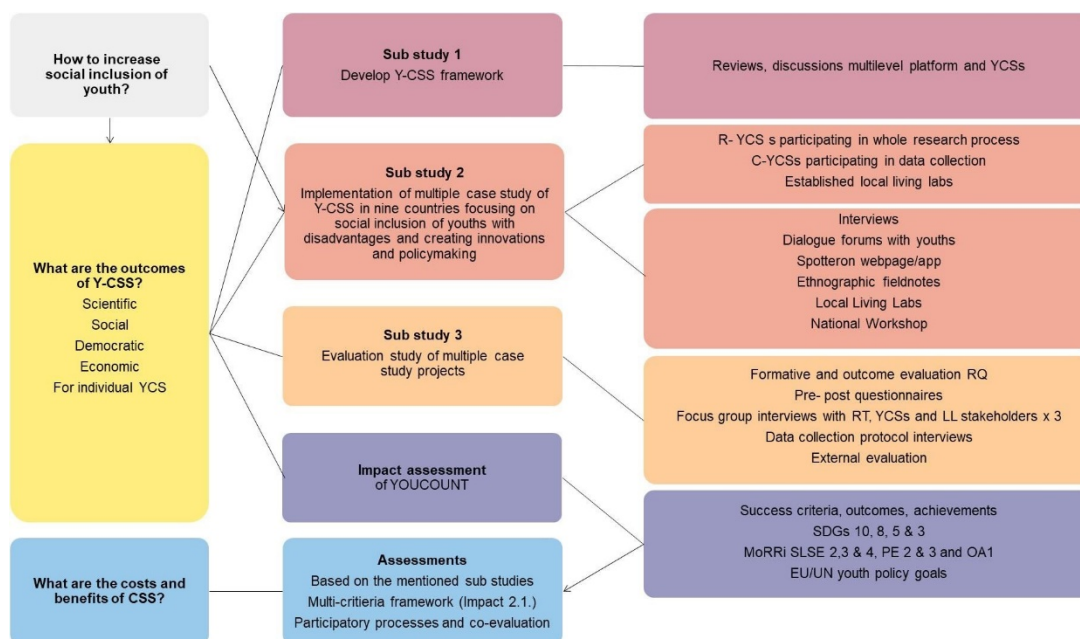 How to increase
social inclusion of
youth?
What are the outcomes
of Y-CSS?
Scientific
Social
Democratic
Economic
For individual YCS
What are the costs and
benefits of CSS?
Sub study 1
Develop Y-CSS framework
Sub study 2
Implementation of multiple case study of
Y-CSS in nine countries focusing on
social inclusion of youths with
disadvantages and creating innovations
and policymaking
Sub study 3
Evaluation study of multiple case
study projects
Impact assessment
of YOUCOUNT
Assessments
Based on the mentioned sub studies
Multi-critieria framework (Impact 2.1.)
Participatory processes and co-evaluation
Reviews, discussions multilevel platform and YCSs
R- YCS s participating in whole research process
C-YCSs participating in data collection
Established local living labs
Interviews
Dialogue forums with youths
Spotteron webpage/app
Ethnographic fieldnotes
Local Living Labs
National Workshop
Formative and outcome evaluation RQ
Pre- post questionnaires
Focus group interviews with RT, YCSs and LL stakeholders x 3
Data collection protocol interviews
External evaluation
Success criteria, outcomes, achievements
SDGs 10, 8, 5 & 3
MoRRi SLSE 2,3 & 4, PE 2 & 3 and OA1
EU/UN youth policy goals